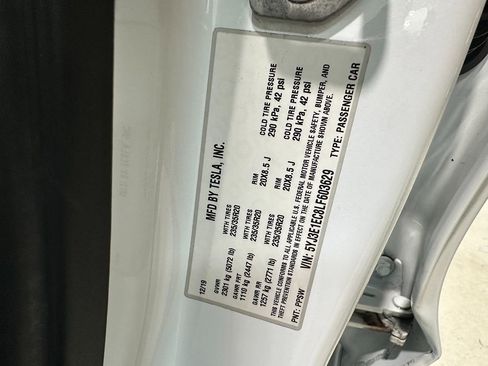 MFD BY TESLA, INC.
12/19
GVWR
2301 kg (5072 lb)
GAWR FRT WITH TIRES RIM COLD TIRE PRESSURE
1110 kg (2447 lb) 235/35R20 20X8.5 J 290 kPa, 42 psi
GAWR RR WITH TIRES RIM COLD TIRE PRESSURE
1257 kg (2771 lb) 235/35R20 20X8.5 J 290 kPa, 42 psi
THIS VEHICLE CONFORMS TO ALL APPLICABLE U.S. FEDERAL MOTOR VEHICLE SAFETY, BUMPER, AND
THEFT PREVENTION STANDARDS IN EFFECT ON THE DATE OF MANUFACTURE SHOWN ABOVE.
VIN: 5YJ3E1EC8LF603629 TYPE: PASSENGER CAR
PNT: PPSW